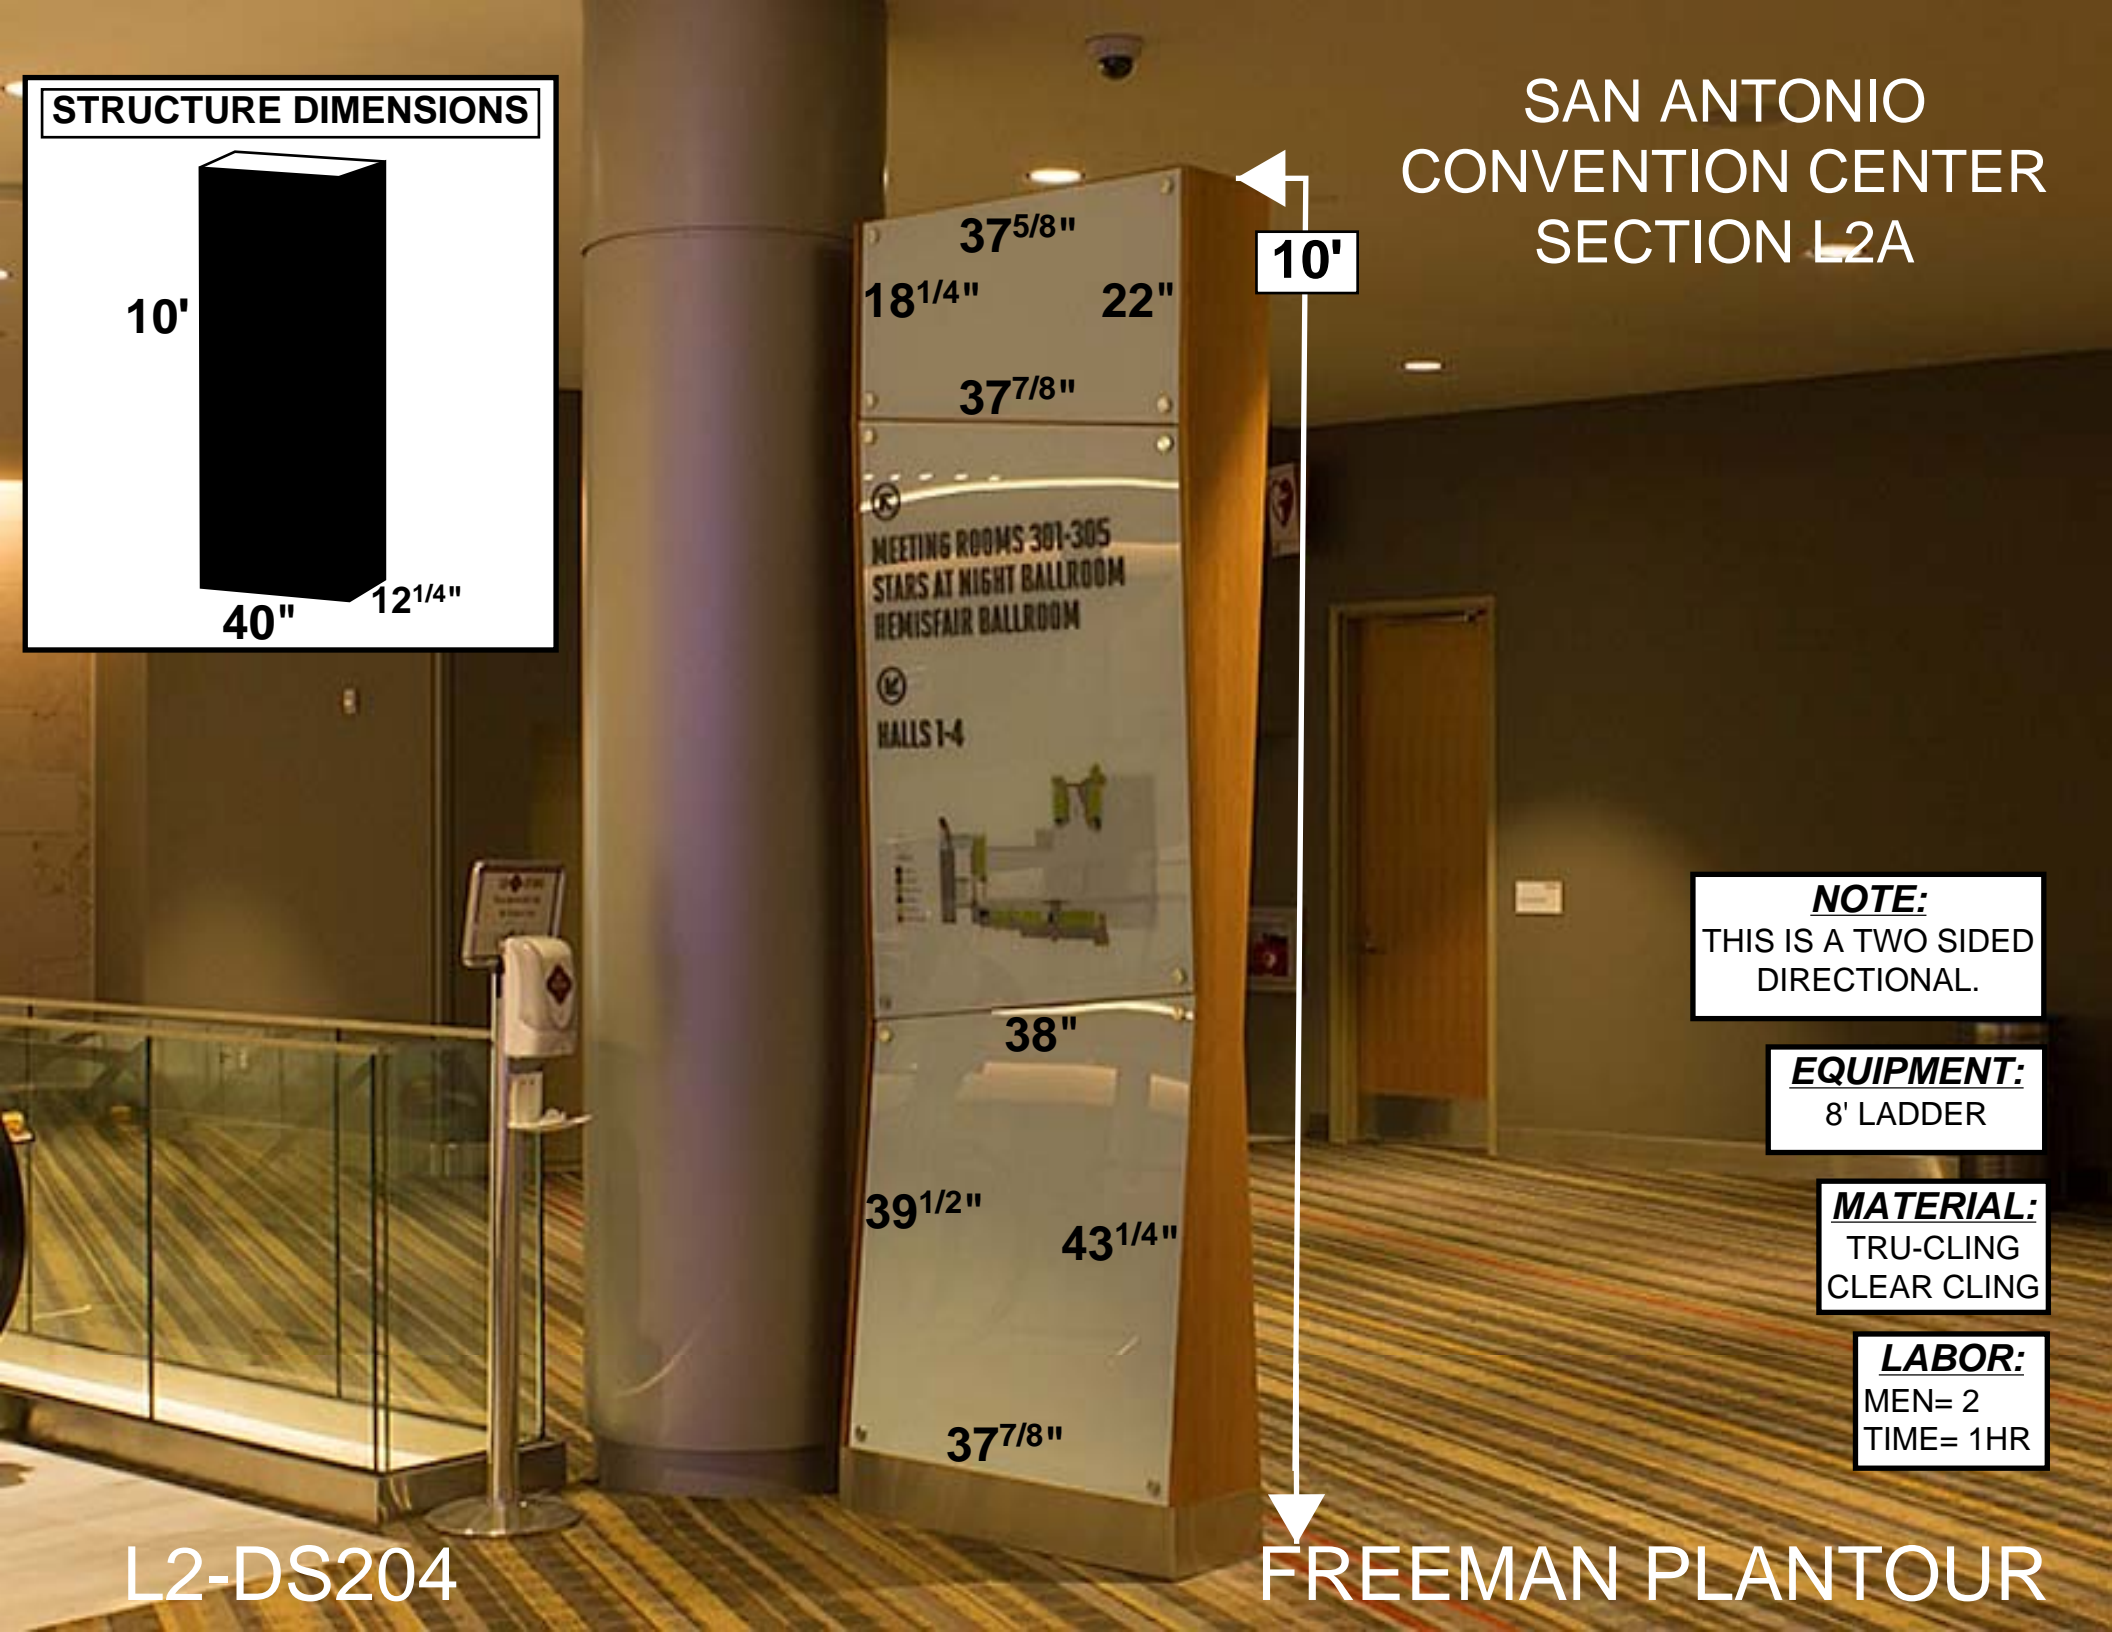 STRUCTURE DIMENSIONS
10'
40"
12 1/4"
SAN ANTONIO
CONVENTION CENTER
SECTION L2A
10'
37 5/8"
18 1/4"
22"
37 7/8"
MEETING ROOMS 301-305
STARS AT NIGHT BALLROOM
HEMISFAIR BALLROOM
HALLS 1-4
38"
39 1/2"
43 1/4"
37 7/8"
NOTE:
THIS IS A TWO SIDED
DIRECTIONAL.
EQUIPMENT:
8' LADDER
MATERIAL:
TRU-CLING
CLEAR CLING
LABOR:
MEN= 2
TIME= 1HR
L2-DS204
FREEMAN PLANTOUR